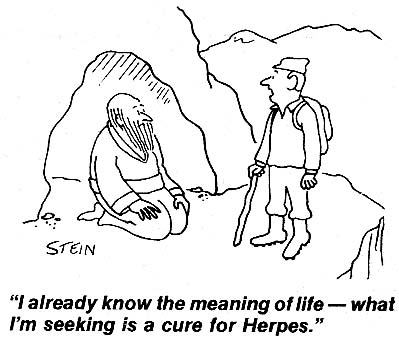 STEIN
"I already know the meaning of life — what
I'm seeking is a cure for Herpes."